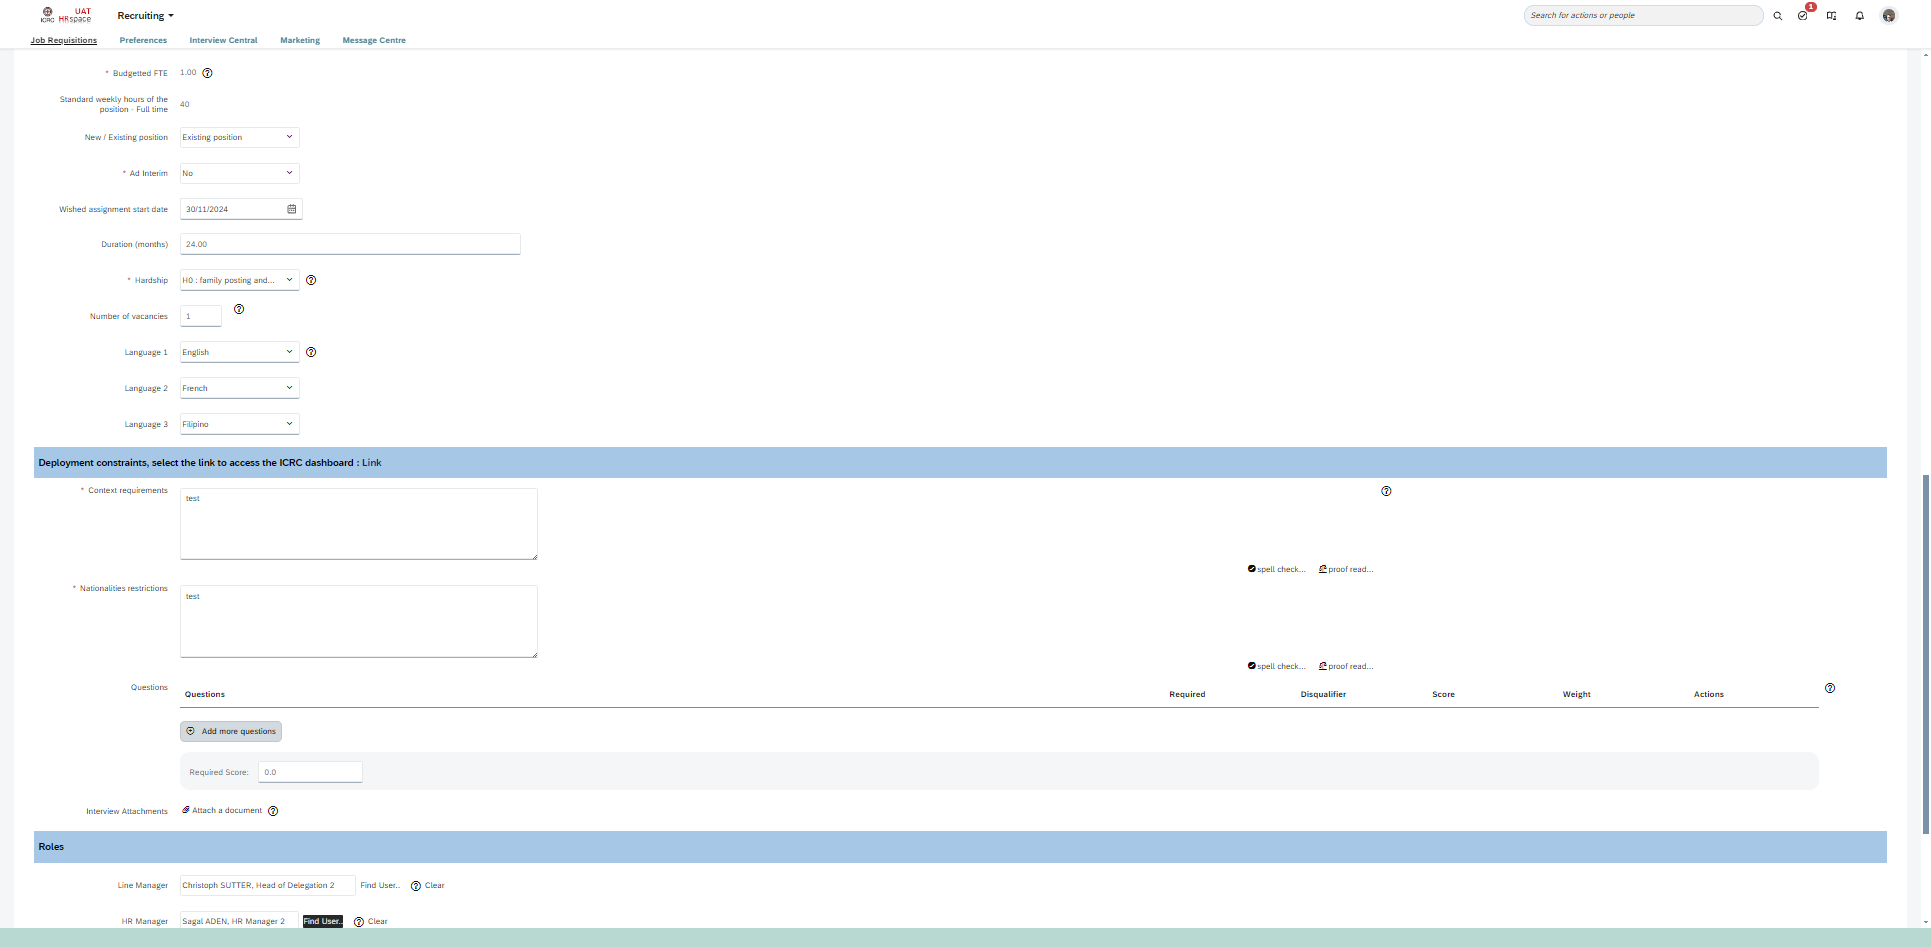 UAT
ICRC HRspace
Recruiting
Search for actions or people
1
Job Requisitions
Preferences
Interview Central
Marketing
Message Centre
* Budgetted FTE 1.00
Standard weekly hours of the
position - Full time
40
New / Existing position Existing position
* Ad Interim No
Wished assignment start date 30/11/2024
Duration (months) 24.00
* Hardship H0 : family posting and...
Number of vacancies 1
Language 1 English
Language 2 French
Language 3 Filipino
Deployment constraints, select the link to access the ICRC dashboard : Link
* Context requirements test
spell check... proof read...
* Nationalities restrictions test
spell check... proof read...
Questions
Questions Required Disqualifier Score Weight Actions
Add more questions
Required Score: 0.0
Interview Attachments Attach a document
Roles
Line Manager Christoph SUTTER, Head of Delegation 2 Find User.. Clear
HR Manager Sagal ADEN, HR Manager 2 Find User.. Clear